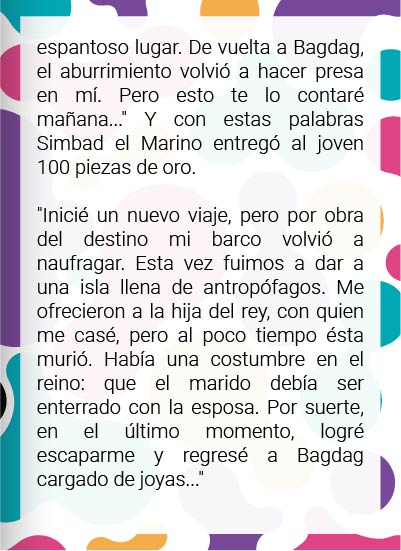 espantoso lugar. De vuelta a Bagdag,
el aburrimiento volvió a hacer presa
en mí. Pero esto te lo contaré
mañana..." Y con estas palabras
Simbad el Marino entregó al joven
100 piezas de oro.
"Inicié un nuevo viaje, pero por obra
del destino mi barco volvió a
naufragar. Esta vez fuimos a dar a
una isla llena de antropófagos. Me
ofrecieron a la hija del rey, con quien
me casé, pero al poco tiempo ésta
murió. Había una costumbre en el
reino: que el marido debía ser
enterrado con la esposa. Por suerte,
en el último momento, logré
escaparme y regresé a Bagdag
cargado de joyas..."